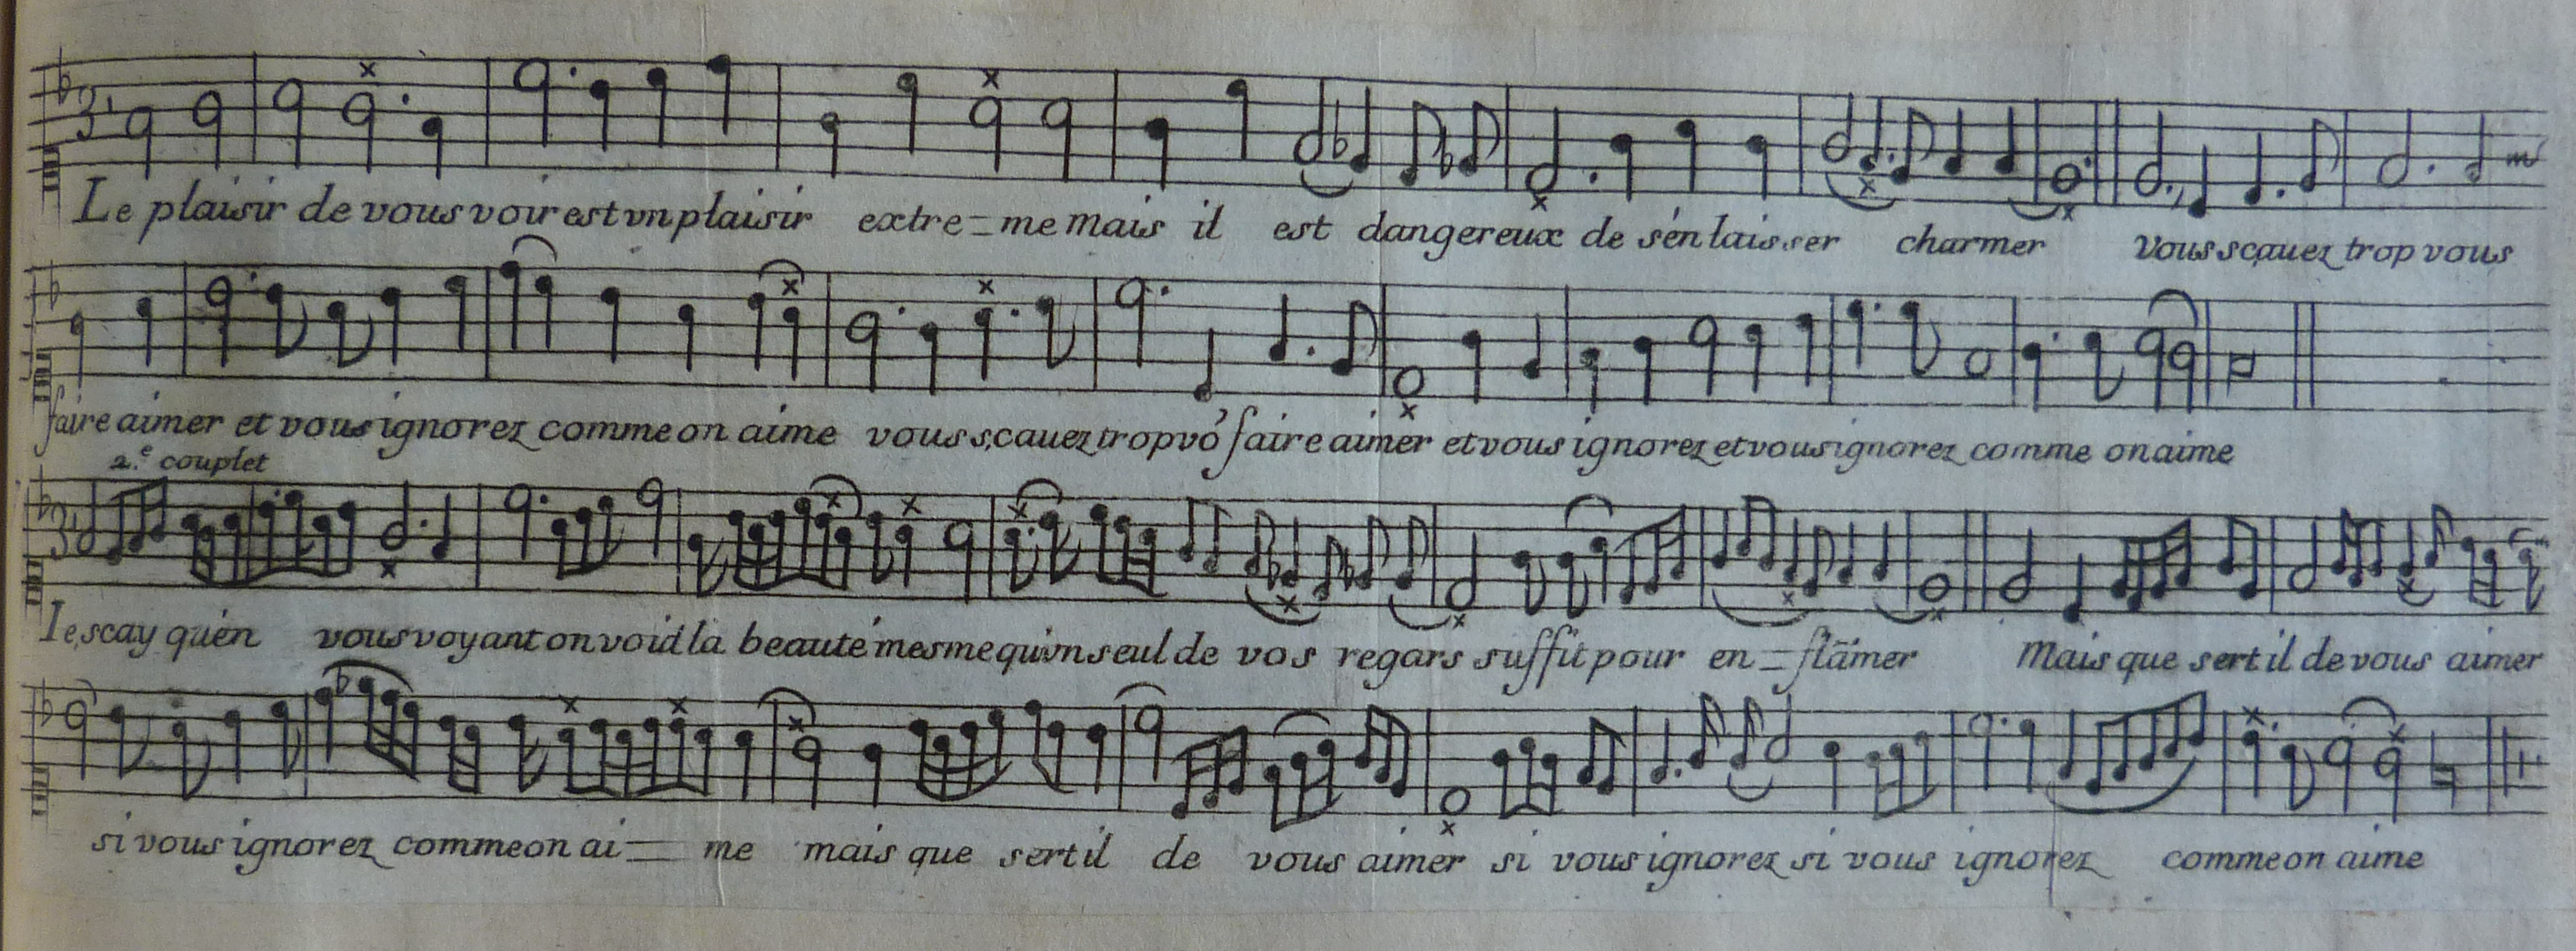 Le plaisir de vous voir est vn plaisir extre=me mais il est dangereux de sén laisser charmer vous sçauez trop vous
faire aimer et vous ignorez comme on aime vous sçauez trop vo' faire aimer et vous ignorez et vous ignorez comme on aime
2.e couplet
Ie sçay quén vous voyant on void la beauté mesme qu'vn seul de vos regars suffit pour en=flãmer Mais que sert il de vous aimer
si vous ignorez comme on ai= me mais que sert il de vous aimer si vous ignorez si vous ignorez comme on aime